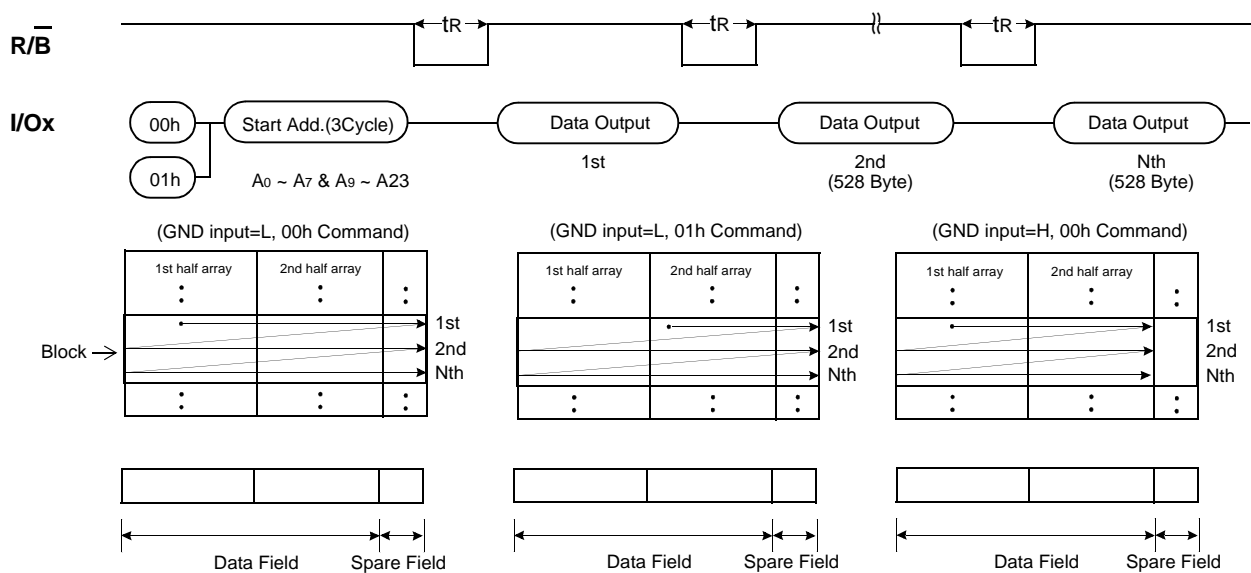 tR tR tR
R/B
I/Ox 00h Start Add.(3Cycle) Data Output Data Output Data Output
01h A0 ~ A7 & A9 ~ A23 1st 2nd Nth
(528 Byte) (528 Byte)
(GND input=L, 00h Command) (GND input=L, 01h Command) (GND input=H, 00h Command)
1st half array 2nd half array 1st half array 2nd half array 1st half array 2nd half array
1st 1st 1st
Block 2nd 2nd 2nd
Nth Nth Nth
Data Field Spare Field Data Field Spare Field Data Field Spare Field